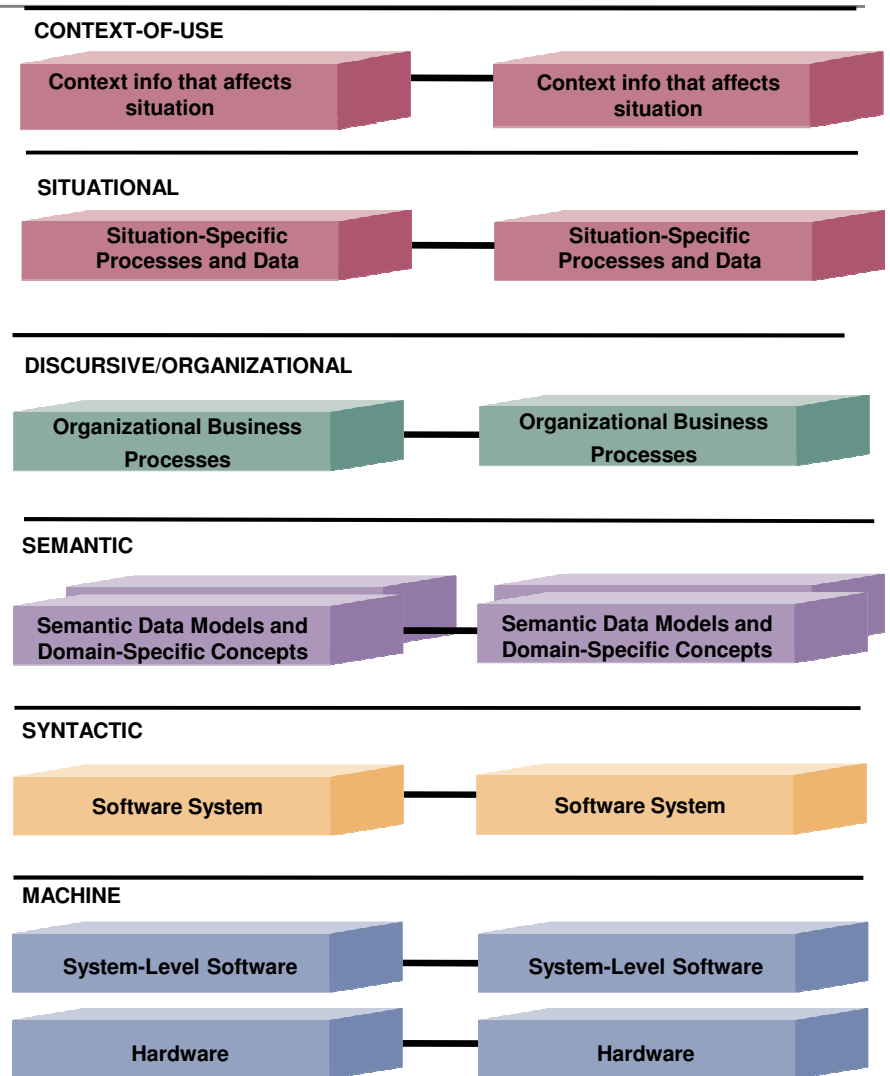 CONTEXT-OF-USE
Context info that affects
situation
Context info that affects
situation
SITUATIONAL
Situation-Specific
Processes and Data
Situation-Specific
Processes and Data
DISCURSIVE/ORGANIZATIONAL
Organizational Business
Processes
Organizational Business
Processes
SEMANTIC
Semantic Data Models and
Domain-Specific Concepts
Semantic Data Models and
Domain-Specific Concepts
SYNTACTIC
Software System
Software System
MACHINE
System-Level Software
System-Level Software
Hardware
Hardware